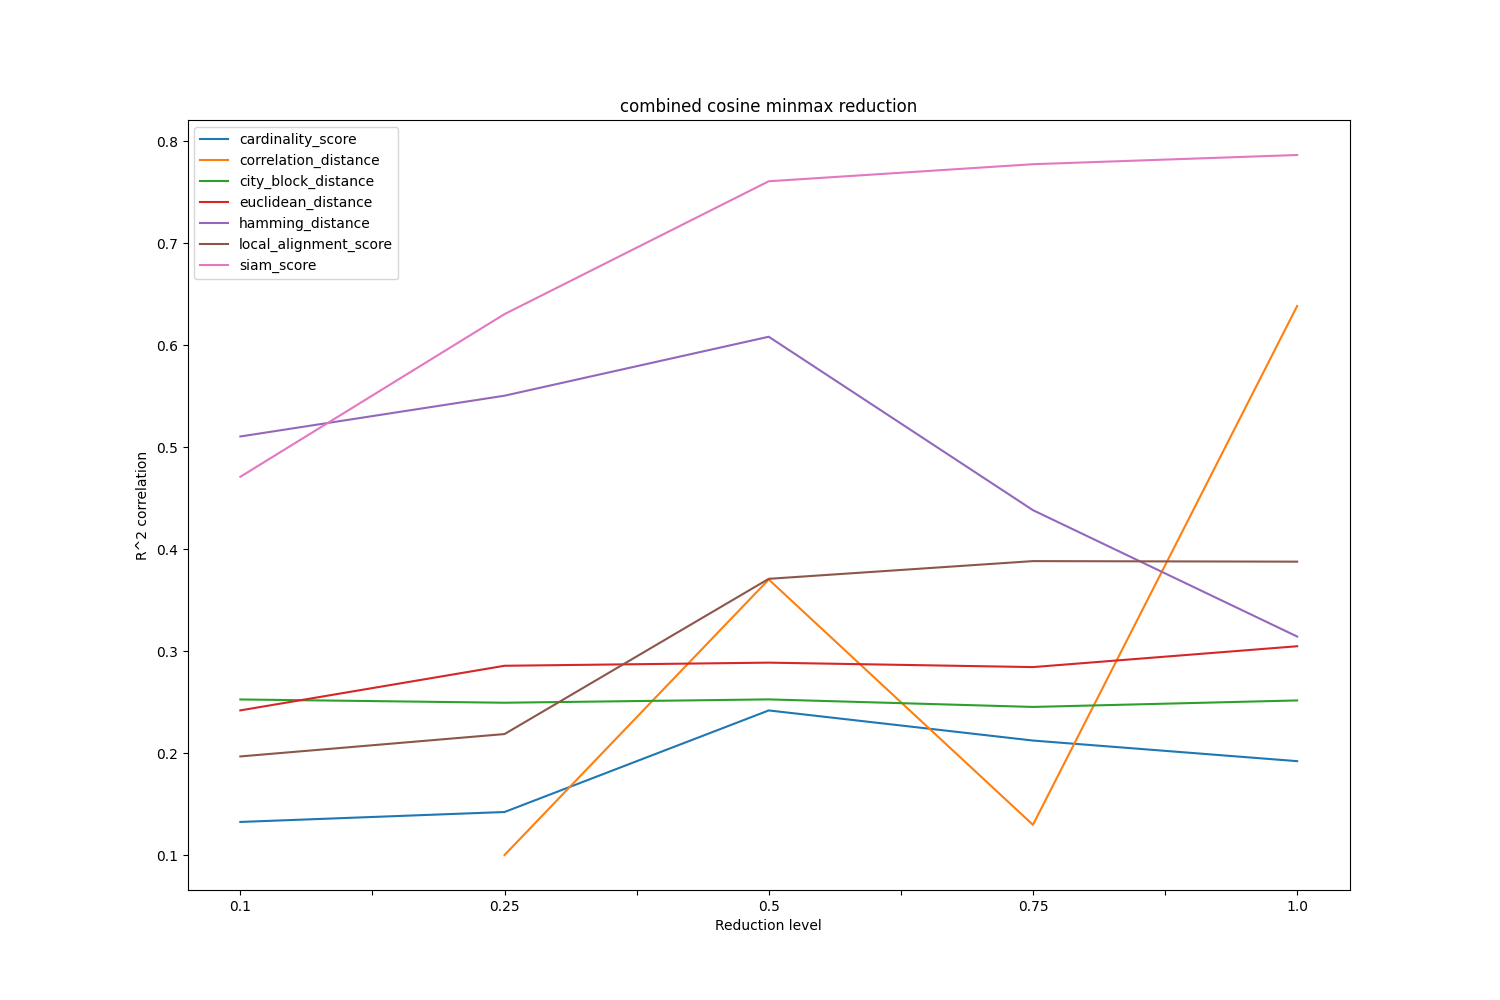 combined cosine minmax reduction
cardinality_score
correlation_distance
city_block_distance
euclidean_distance
hamming_distance
local_alignment_score
siam_score
0.8
0.7
0.6
0.5
0.4
0.3
0.2
0.1
R^2 correlation
0.1 0.25 0.5 0.75 1.0
Reduction level